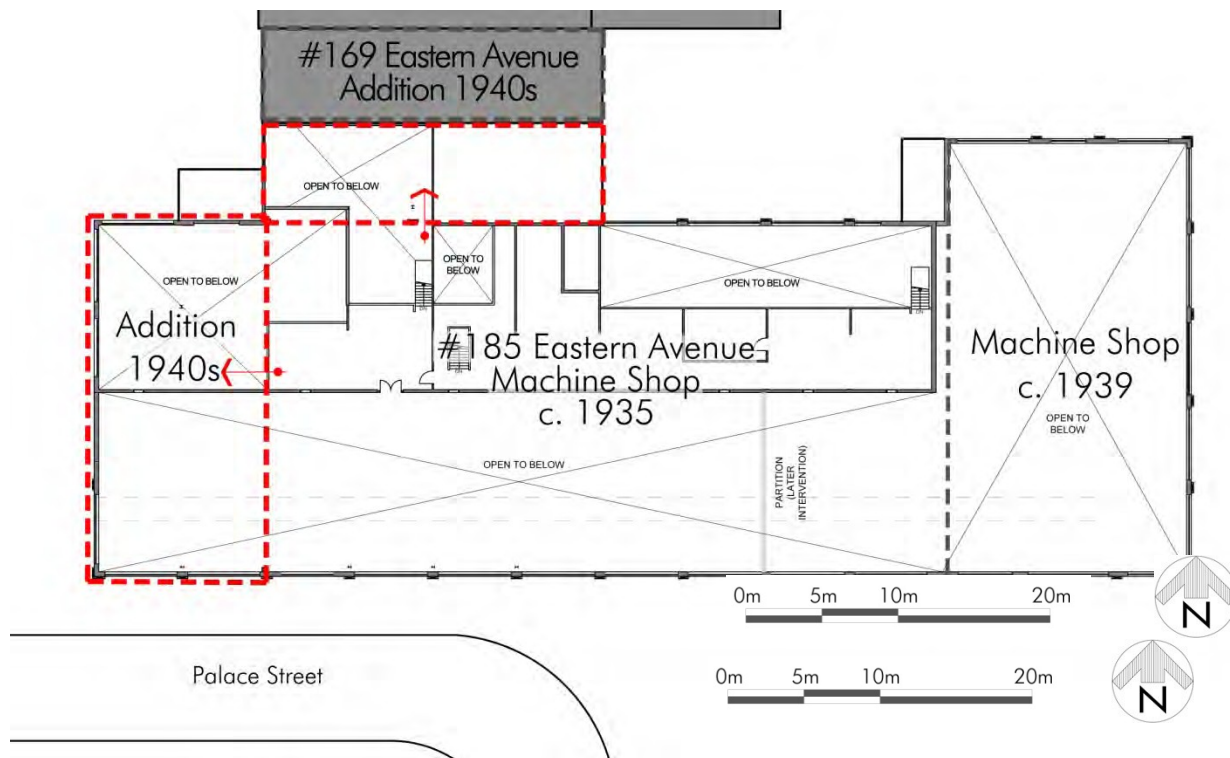 #169 Eastern Avenue
Addition 1940s
OPEN TO BELOW
OPEN TO BELOW
OPEN TO
BELOW
OPEN TO BELOW
Addition
1940s
#185 Eastern Avenue
Machine Shop
c. 1935
Machine Shop
c. 1939
OPEN TO
BELOW
OPEN TO BELOW
PARTITION
(LATER
INTERVENTION)
0m 5m 10m 20m
N
Palace Street
0m 5m 10m 20m
N